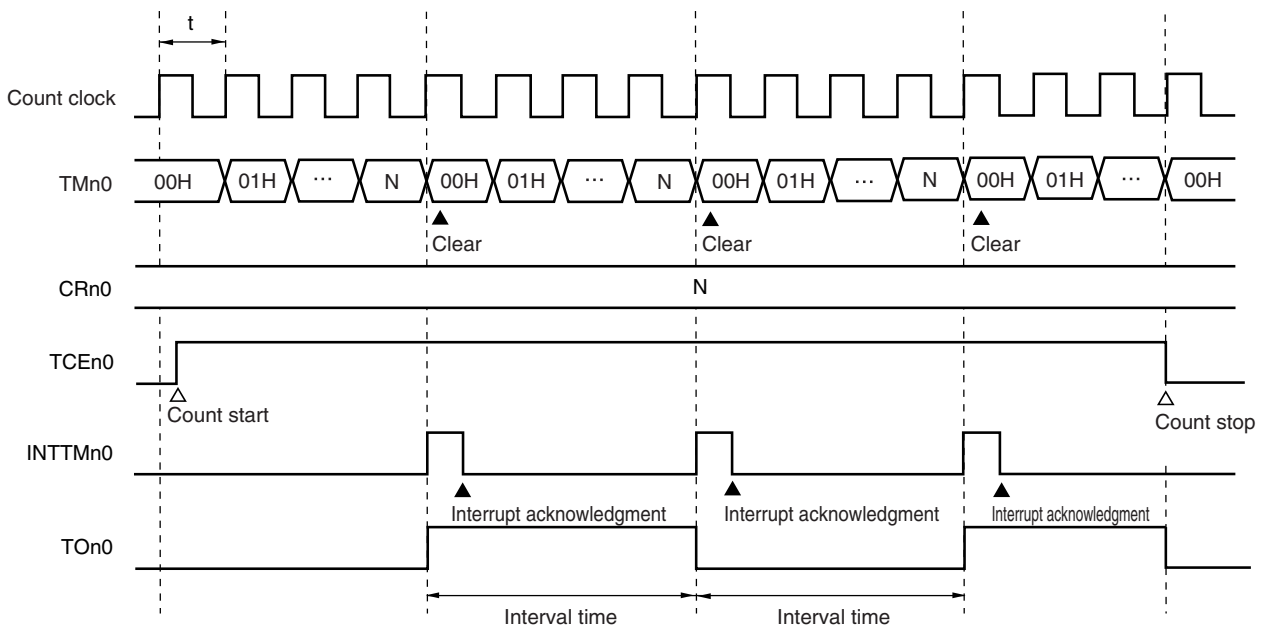 t
Count clock
TMn0 00H 01H ··· N 00H 01H ··· N 00H 01H ··· N 00H 01H ··· 00H
Clear Clear Clear
CRn0 N
TCEn0
Count start Count stop
INTTMn0
Interrupt acknowledgment Interrupt acknowledgment Interrupt acknowledgment
TOn0
Interval time Interval time